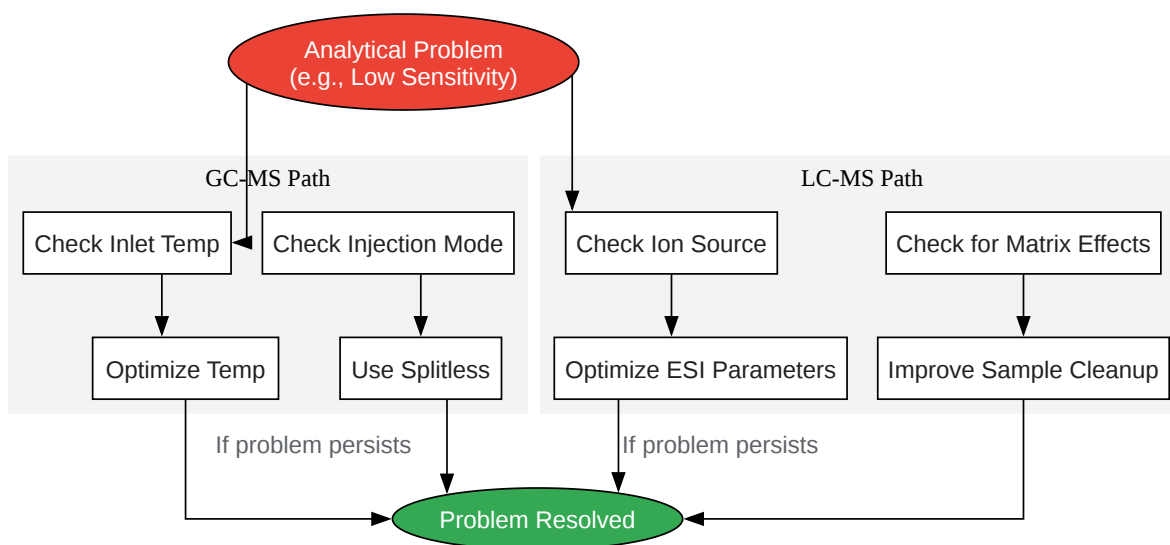 Analytical Problem
(e.g., Low Sensitivity)
GC-MS Path
LC-MS Path
Check Inlet Temp
Check Injection Mode
Check Ion Source
Check for Matrix Effects
Optimize Temp
Use Splitless
Optimize ESI Parameters
Improve Sample Cleanup
If problem persists
If problem persists
Problem Resolved